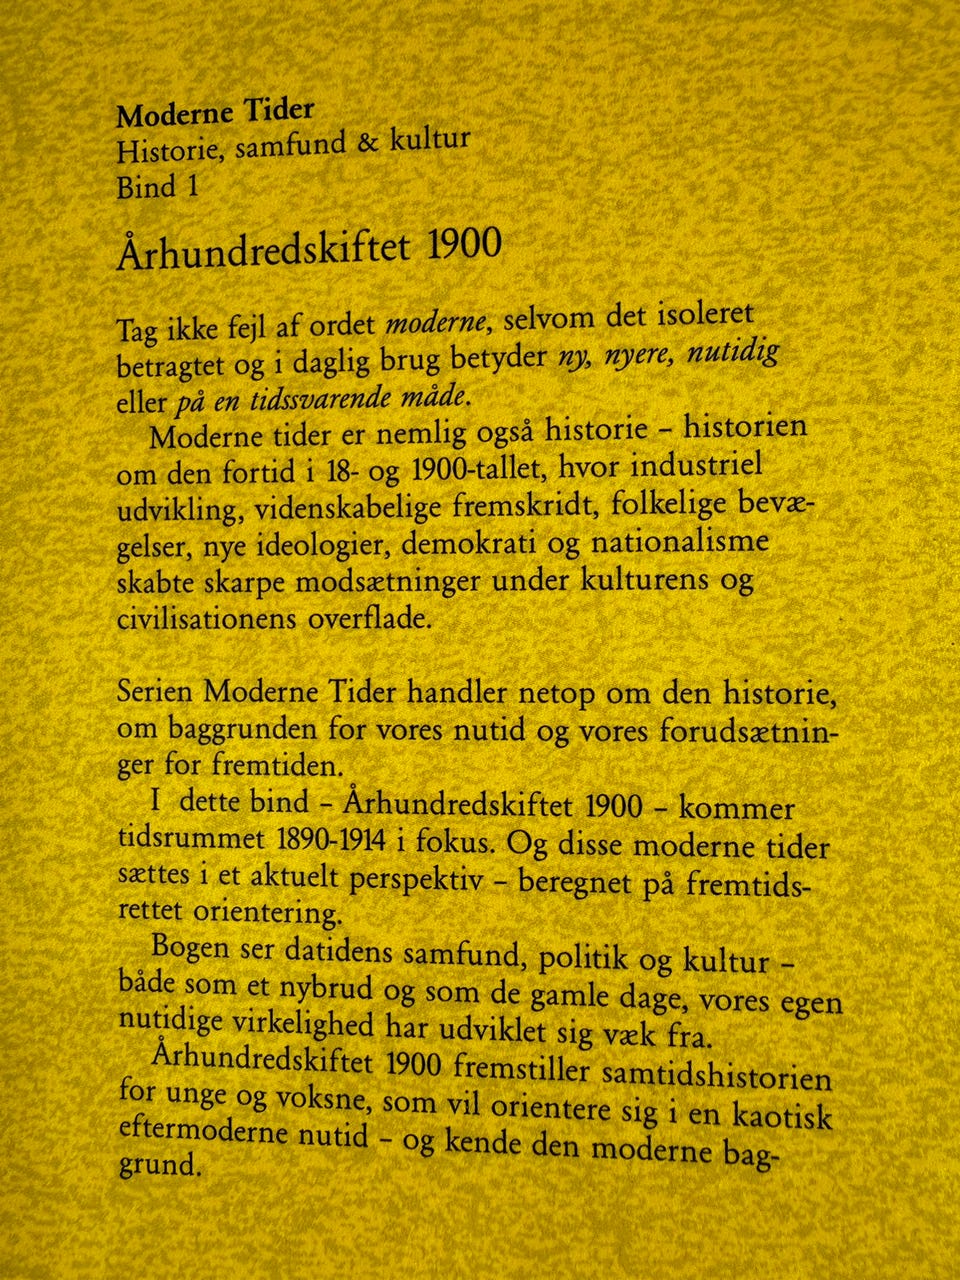 Moderne Tider
Historie, samfund & kultur
Bind 1
Århundredskiftet 1900
Tag ikke fejl af ordet moderne, selvom det isoleret
betragtet og i daglig brug betyder ny, nyere, nutidig
eller på en tidssvarende måde.
Moderne tider er nemlig også historie – historien
om den fortid i 18- og 1900-tallet, hvor industriel
udvikling, videnskabelige fremskridt, folkelige bevæ-
gelser, nye ideologier, demokrati og nationalisme
skabte skarpe modsætninger under kulturens og
civilisationens overflade.
Serien Moderne Tider handler netop om den historie,
om baggrunden for vores nutid og vores forudsætnin-
ger for fremtiden.
I dette bind – Århundredskiftet 1900 – kommer
tidsrummet 1890-1914 i fokus. Og disse moderne tider
sættes i et aktuelt perspektiv – beregnet på fremtids-
rettet orientering.
Bogen ser datidens samfund, politik og kultur –
både som et nybrud og som de gamle dage, vores egen
nutidige virkelighed har udviklet sig væk fra.
Århundredskiftet 1900 fremstiller samtidshistorien
for unge og voksne, som vil orientere sig i en kaotisk
eftermoderne nutid – og kende den moderne bag-
grund.